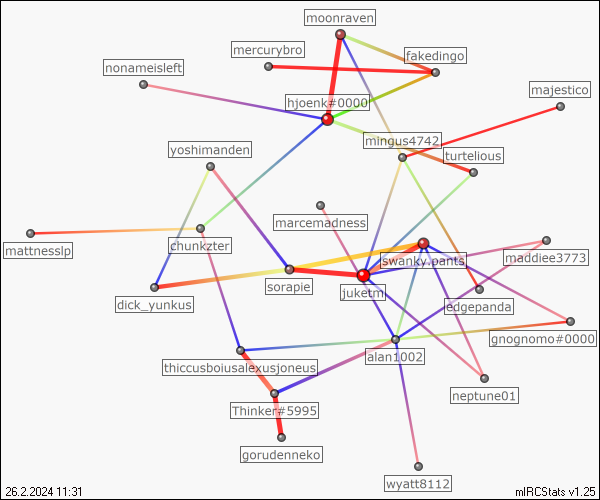 moonraven
mercurybro
fakedingo
nonameisleft
majestico
hjoenk#0000
mingus4742
yoshimanden
turtelious
marcemadness
mattnesslp
chunkzter
swanky.pants
maddiee3773
sorapie
juketm
dick_yunkus
edgepanda
gnognomo#0000
alan1002
thiccusboiusalexusjoneus
neptune01
Thinker#5995
gorudenneko
wyatt8112
26.2.2024 11:31
mIRCStats v1.25